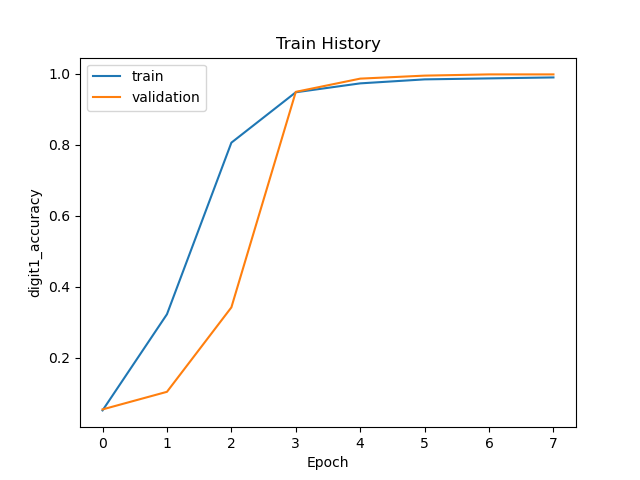 Train History
train
validation
digit1_accuracy
1.0
0.8
0.6
0.4
0.2
0 1 2 3 4 5 6 7
Epoch